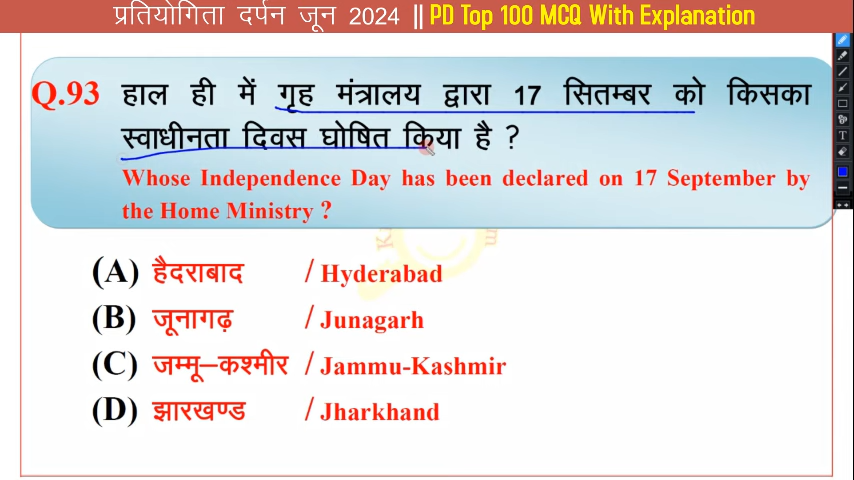 प्रतियोगिता दर्पन जून 2024 || PD Top 100 MCQ With Explanation
Q.93 हाल ही में गृह मंत्रालय द्वारा 17 सितम्बर को किसका
स्वाधीनता दिवस घोषित किया है ?
Whose Independence Day has been declared on 17 September by
the Home Ministry ?
(A) हैदराबाद / Hyderabad
(B) जूनागढ़ / Junagarh
(C) जम्मू–कश्मीर / Jammu-Kashmir
(D) झारखण्ड / Jharkhand